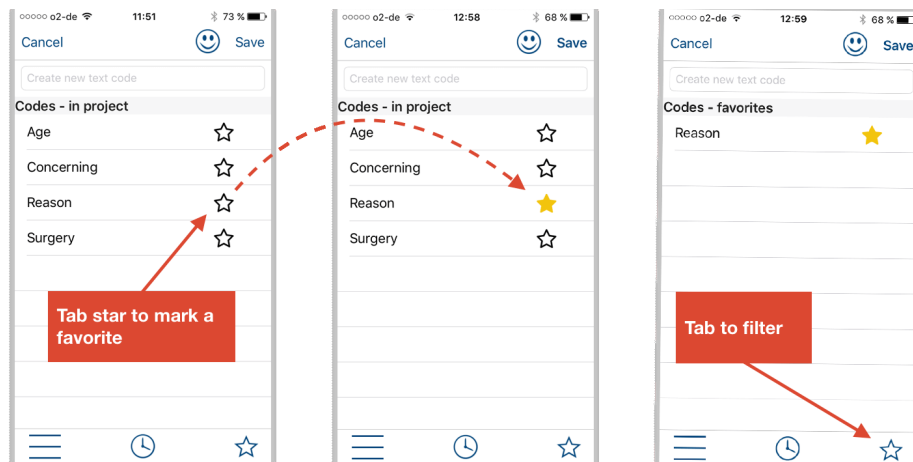 ooooo o2-de 11:51 73 %
Cancel Save
Create new text code
Codes - in project
Age
Concerning
Reason
Surgery
Tab star to mark a
favorite
ooooo o2-de 12:58 68 %
Cancel Save
Create new text code
Codes - in project
Age
Concerning
Reason
Surgery
ooooo o2-de 12:59 68 %
Cancel Save
Create new text code
Codes - favorites
Reason
Tab to filter